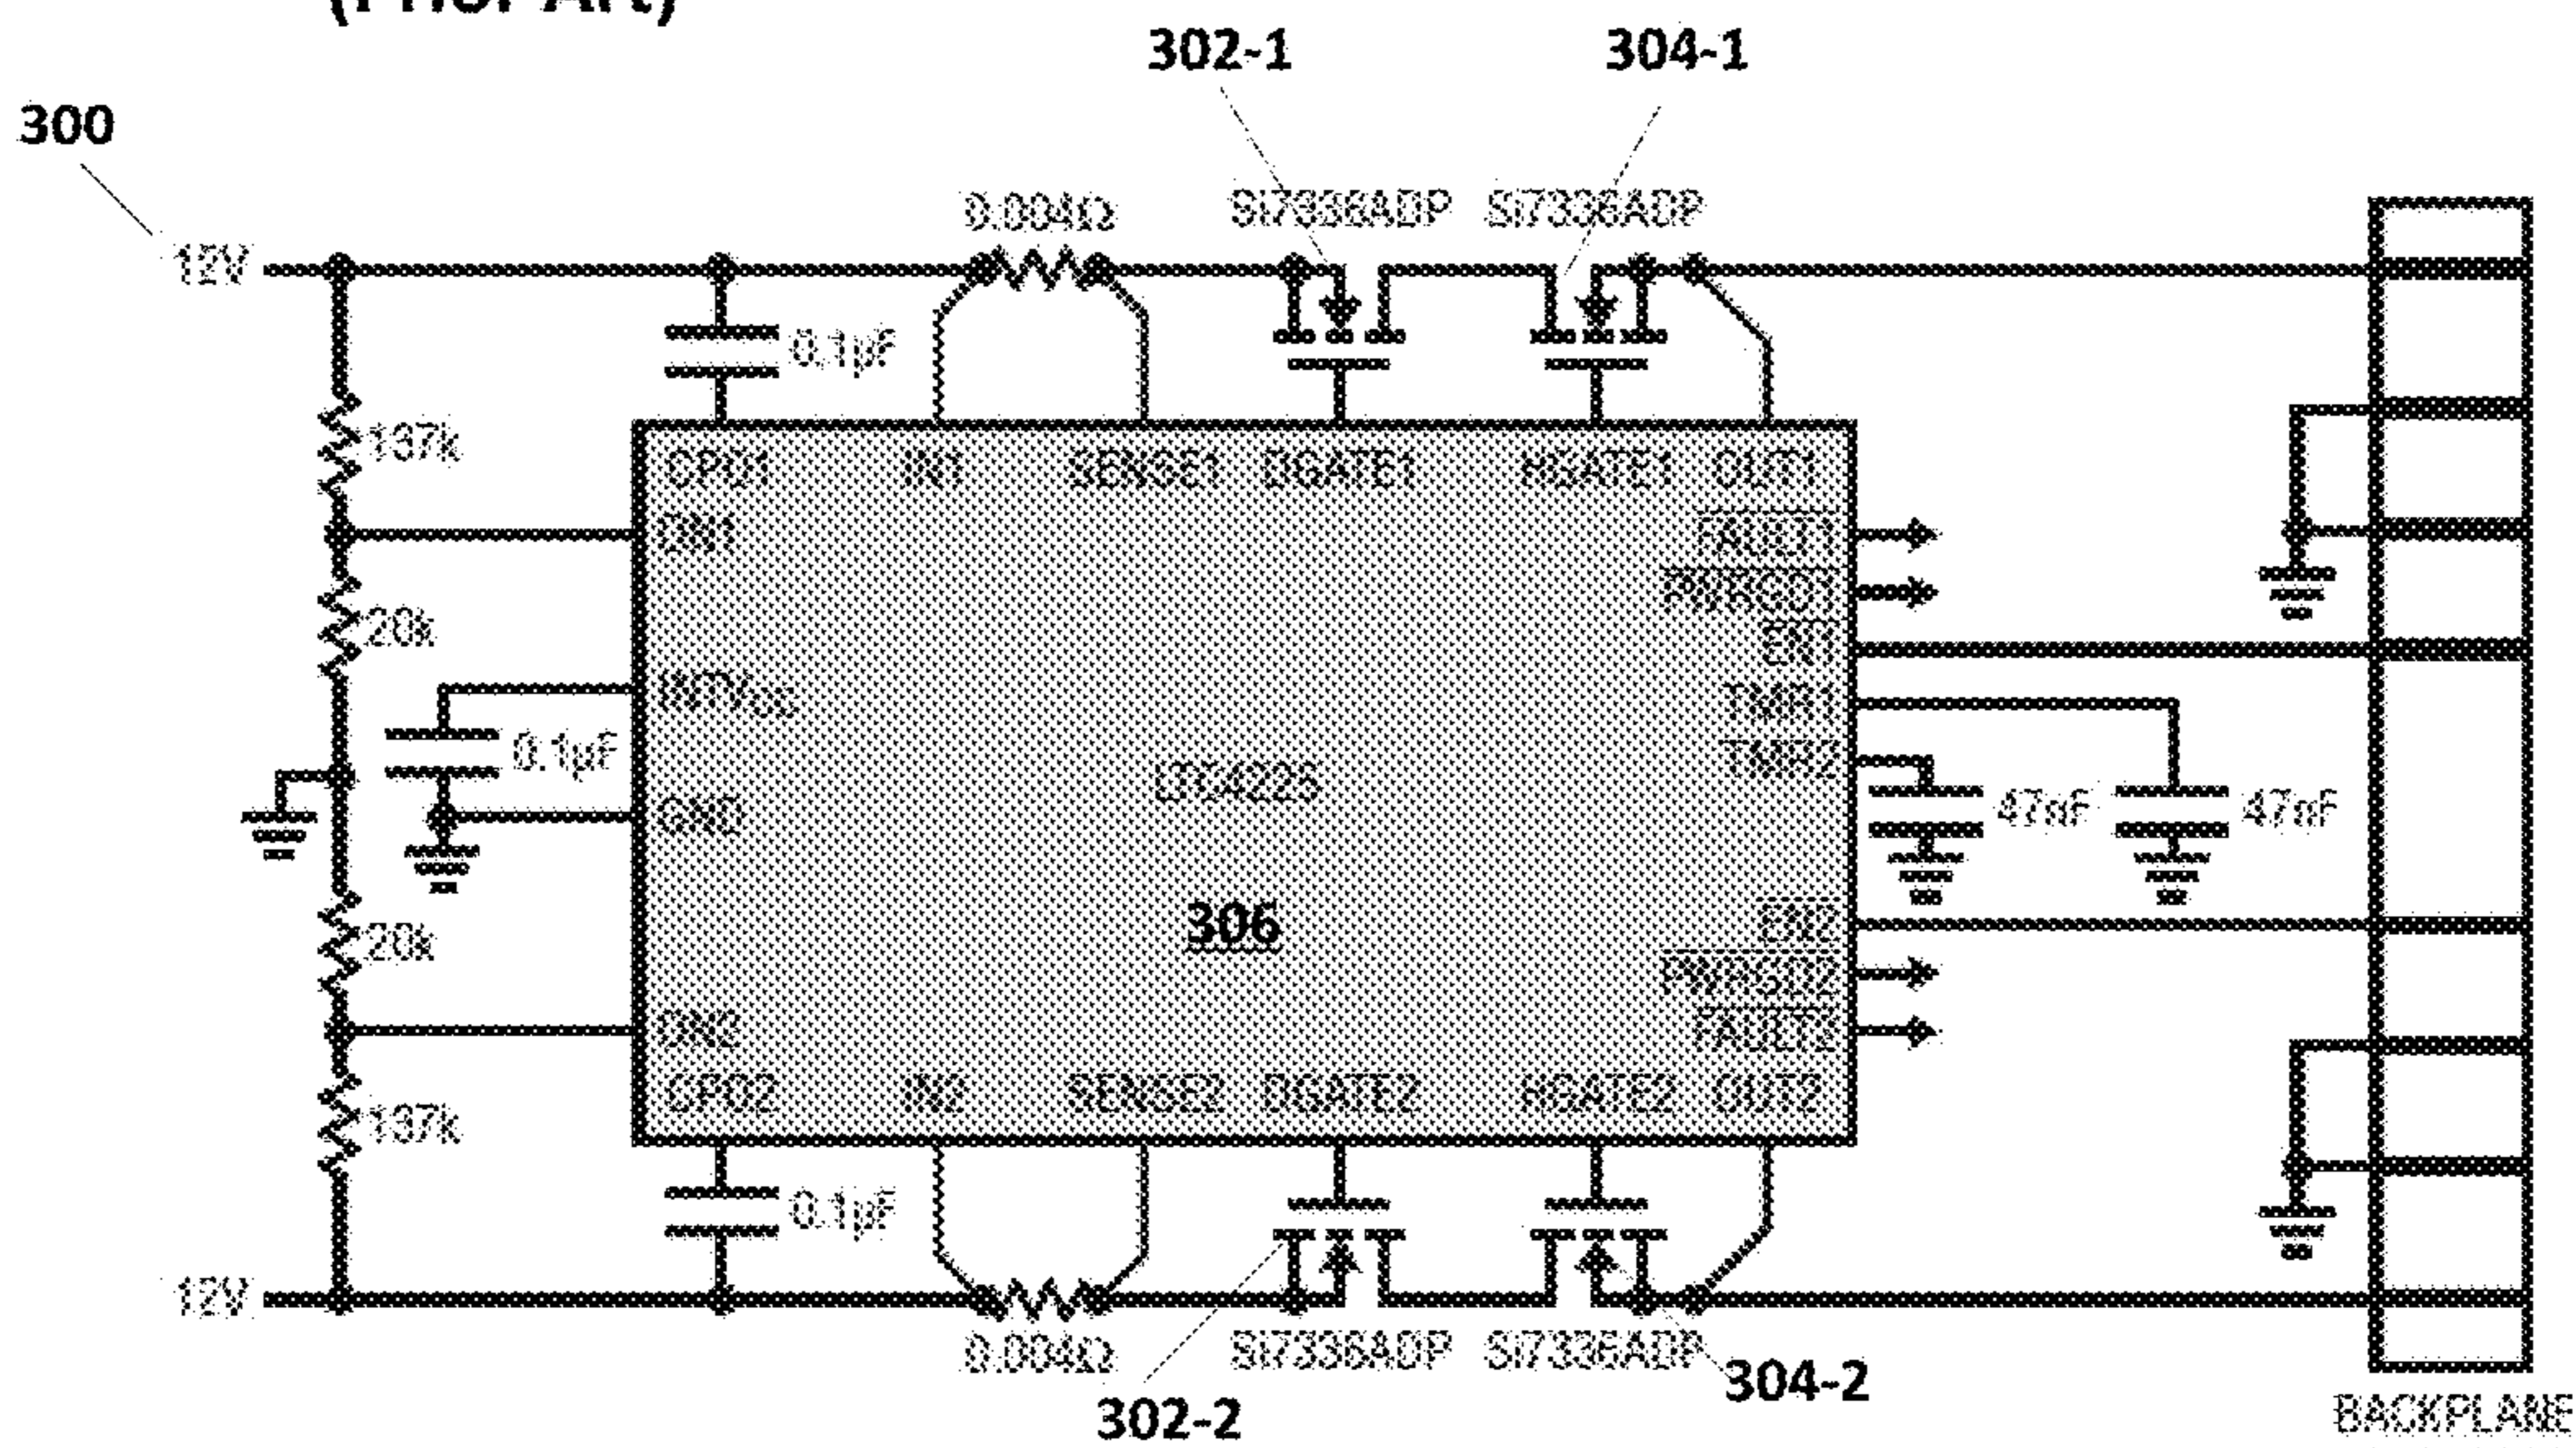 (Prior Art)
302-1
304-1
300
0.004Ω
Si7336ADP
Si7336ADP
12V
0.1µF
137k
CPO1
IN1
SENSE1
DGATE1
HGATE1
OUT1
ON1
FAULT1
PWRGD1
20k
EN1
INTVCC
TMR1
0.1µF
TMR2
LTC4225
47nF
47nF
GND
306
EN2
20k
PWRGD2
ON2
FAULT2
CPO2
IN2
SENSE2
DGATE2
HGATE2
OUT2
137k
0.1µF
12V
0.004Ω
Si7336ADP
Si7336ADP
304-2
302-2
BACKPLANE